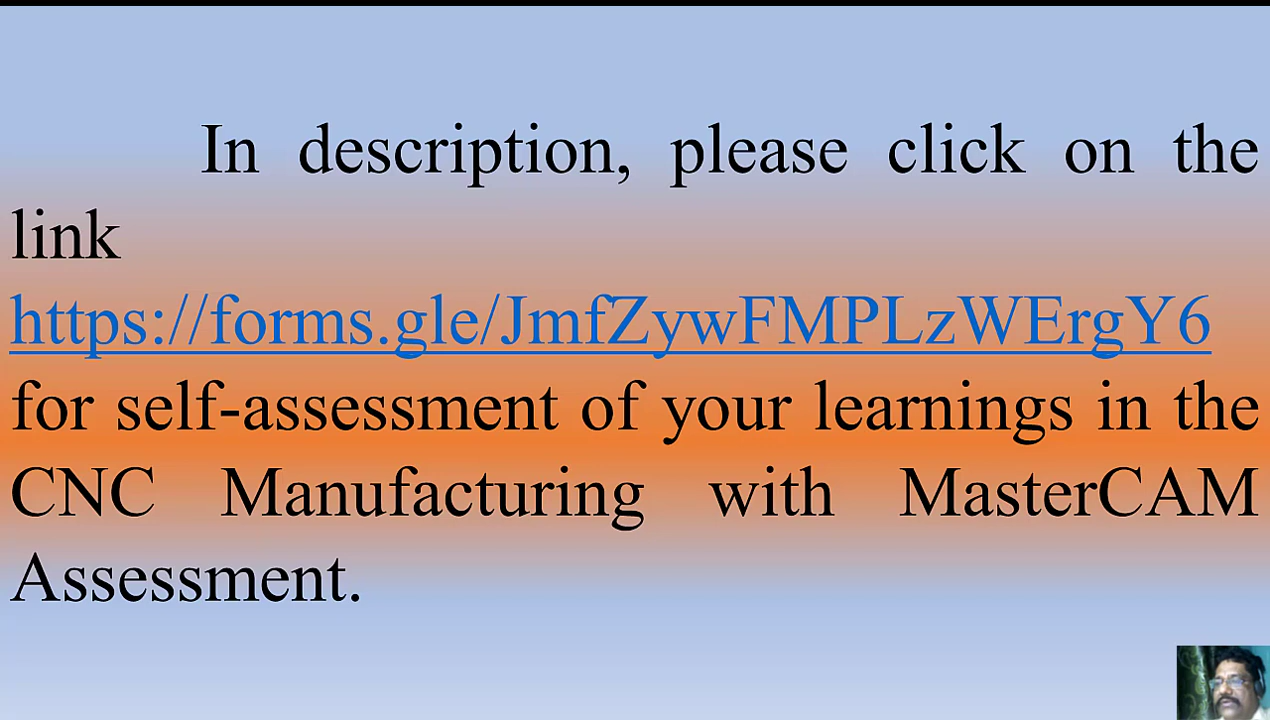 In description, please click on the
link
https://forms.gle/JmfZywFMPLzWErgY6
for self-assessment of your learnings in the
CNC Manufacturing with MasterCAM
Assessment.